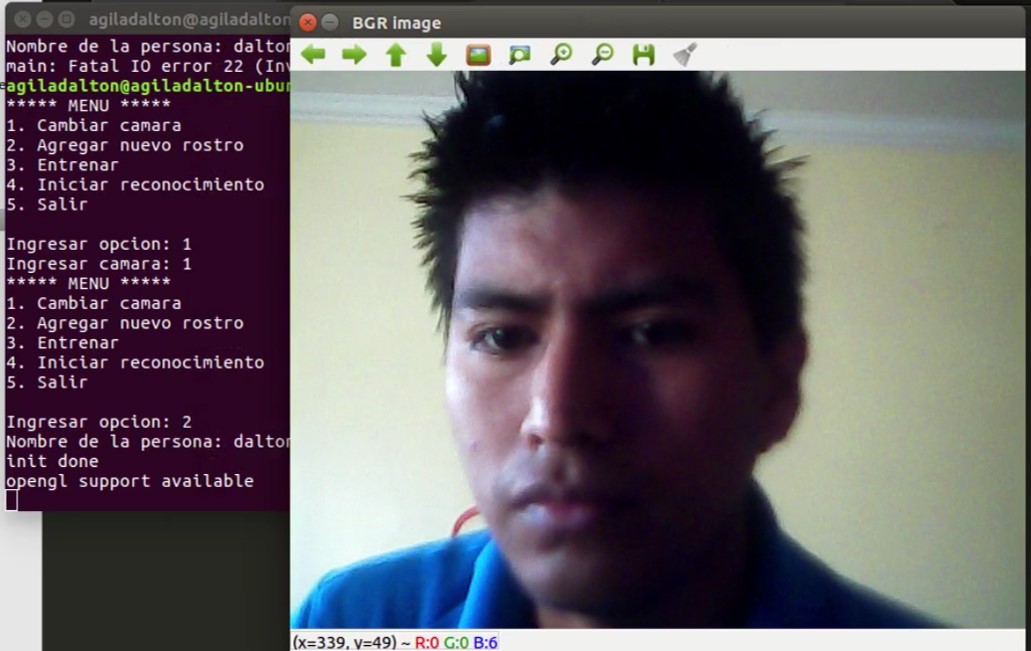 agiladalton@agiladalton
Nombre de la persona: dalton
main: Fatal IO error 22 (Inv
agiladalton@agiladalton-ubun
***** MENU *****
1. Cambiar camara
2. Agregar nuevo rostro
3. Entrenar
4. Iniciar reconocimiento
5. Salir
Ingresar opcion: 1
Ingresar camara: 1
***** MENU *****
1. Cambiar camara
2. Agregar nuevo rostro
3. Entrenar
4. Iniciar reconocimiento
5. Salir
Ingresar opcion: 2
Nombre de la persona: dalton
init done
opengl support available
BGR image
(x=339, y=49) ~ R:0 G:0 B:6